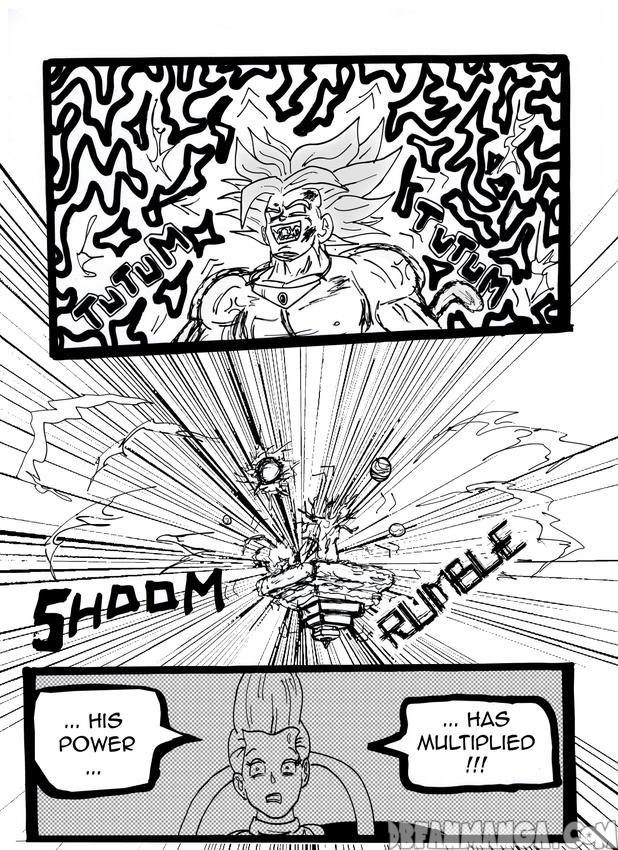 TUTUM
TUTUM
SHOOM
RUMBLE
... HIS
POWER
...
... HAS
MULTIPLIED
!!!
DBFANMANGA.COM